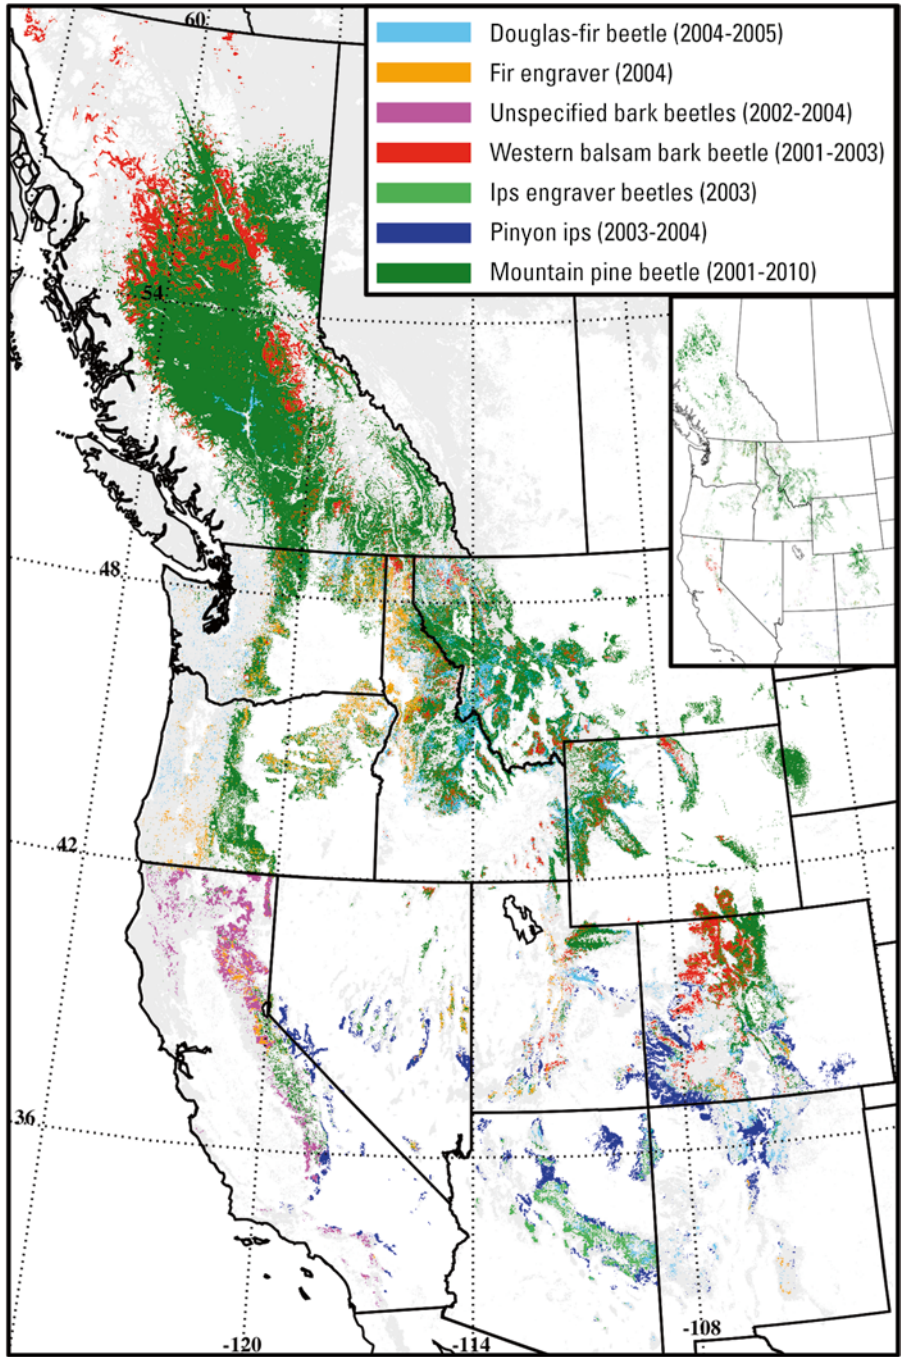 60
Douglas-fir beetle (2004-2005)
Fir engraver (2004)
Unspecified bark beetles (2002-2004)
Western balsam bark beetle (2001-2003)
Ips engraver beetles (2003)
Pinyon ips (2003-2004)
Mountain pine beetle (2001-2010)
54
48
42
36
-120
-114
-108